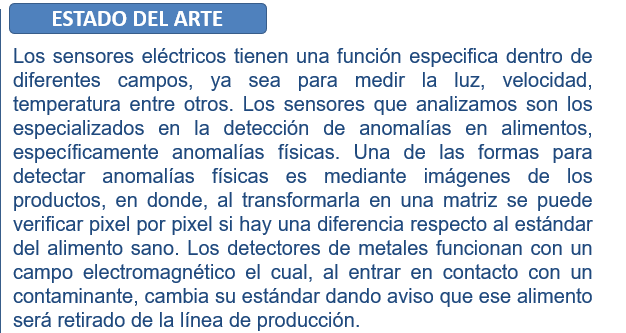 ESTADO DEL ARTE
Los sensores eléctricos tienen una función especifica dentro de
diferentes campos, ya sea para medir la luz, velocidad,
temperatura entre otros. Los sensores que analizamos son los
especializados en la detección de anomalías en alimentos,
específicamente anomalías físicas. Una de las formas para
detectar anomalías físicas es mediante imágenes de los
productos, en donde, al transformarla en una matriz se puede
verificar pixel por pixel si hay una diferencia respecto al estándar
del alimento sano. Los detectores de metales funcionan con un
campo electromagnético el cual, al entrar en contacto con un
contaminante, cambia su estándar dando aviso que ese alimento
será retirado de la línea de producción.